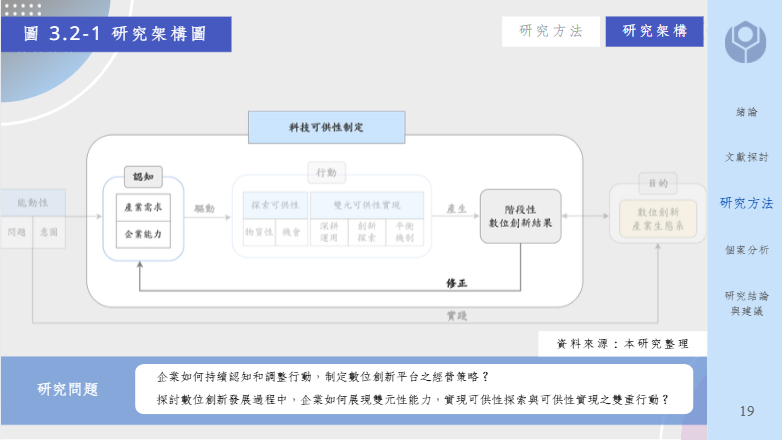 圖 3.2-1 研究架構圖
研究方法
研究架構
緒論
文獻探討
研究方法
個案分析
研究結論
與建議
科技可供性制定
能動性
問題
意圖
認知
產業需求
企業能力
驅動
行動
探索可供性
雙元可供性實現
物質性
機會
深耕
運用
創新
探索
平衡
機制
產生
階段性
數位創新結果
目的
數位創新
產業生態系
修正
實踐
資料來源：本研究整理
研究問題
企業如何持續認知和調整行動，制定數位創新平台之經營策略？
探討數位創新發展過程中，企業如何展現雙元性能力，實現可供性探索與可供性實現之雙重行動？
19